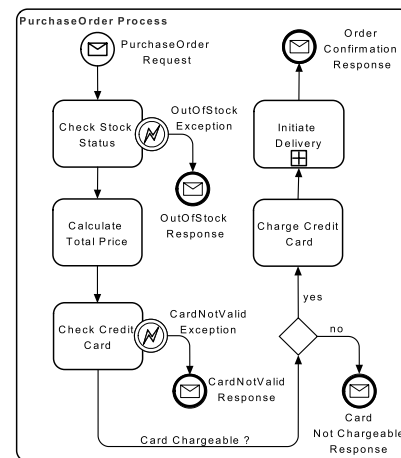 PurchaseOrder Process
PurchaseOrder
Request
Check Stock
Status
OutOfStock
Exception
OutOfStock
Response
Calculate
Total Price
Check Credit
Card
CardNotValid
Exception
CardNotValid
Response
Card Chargeable ?
Order
Confirmation
Response
Initiate
Delivery
Charge Credit
Card
yes
no
Card
Not Chargeable
Response